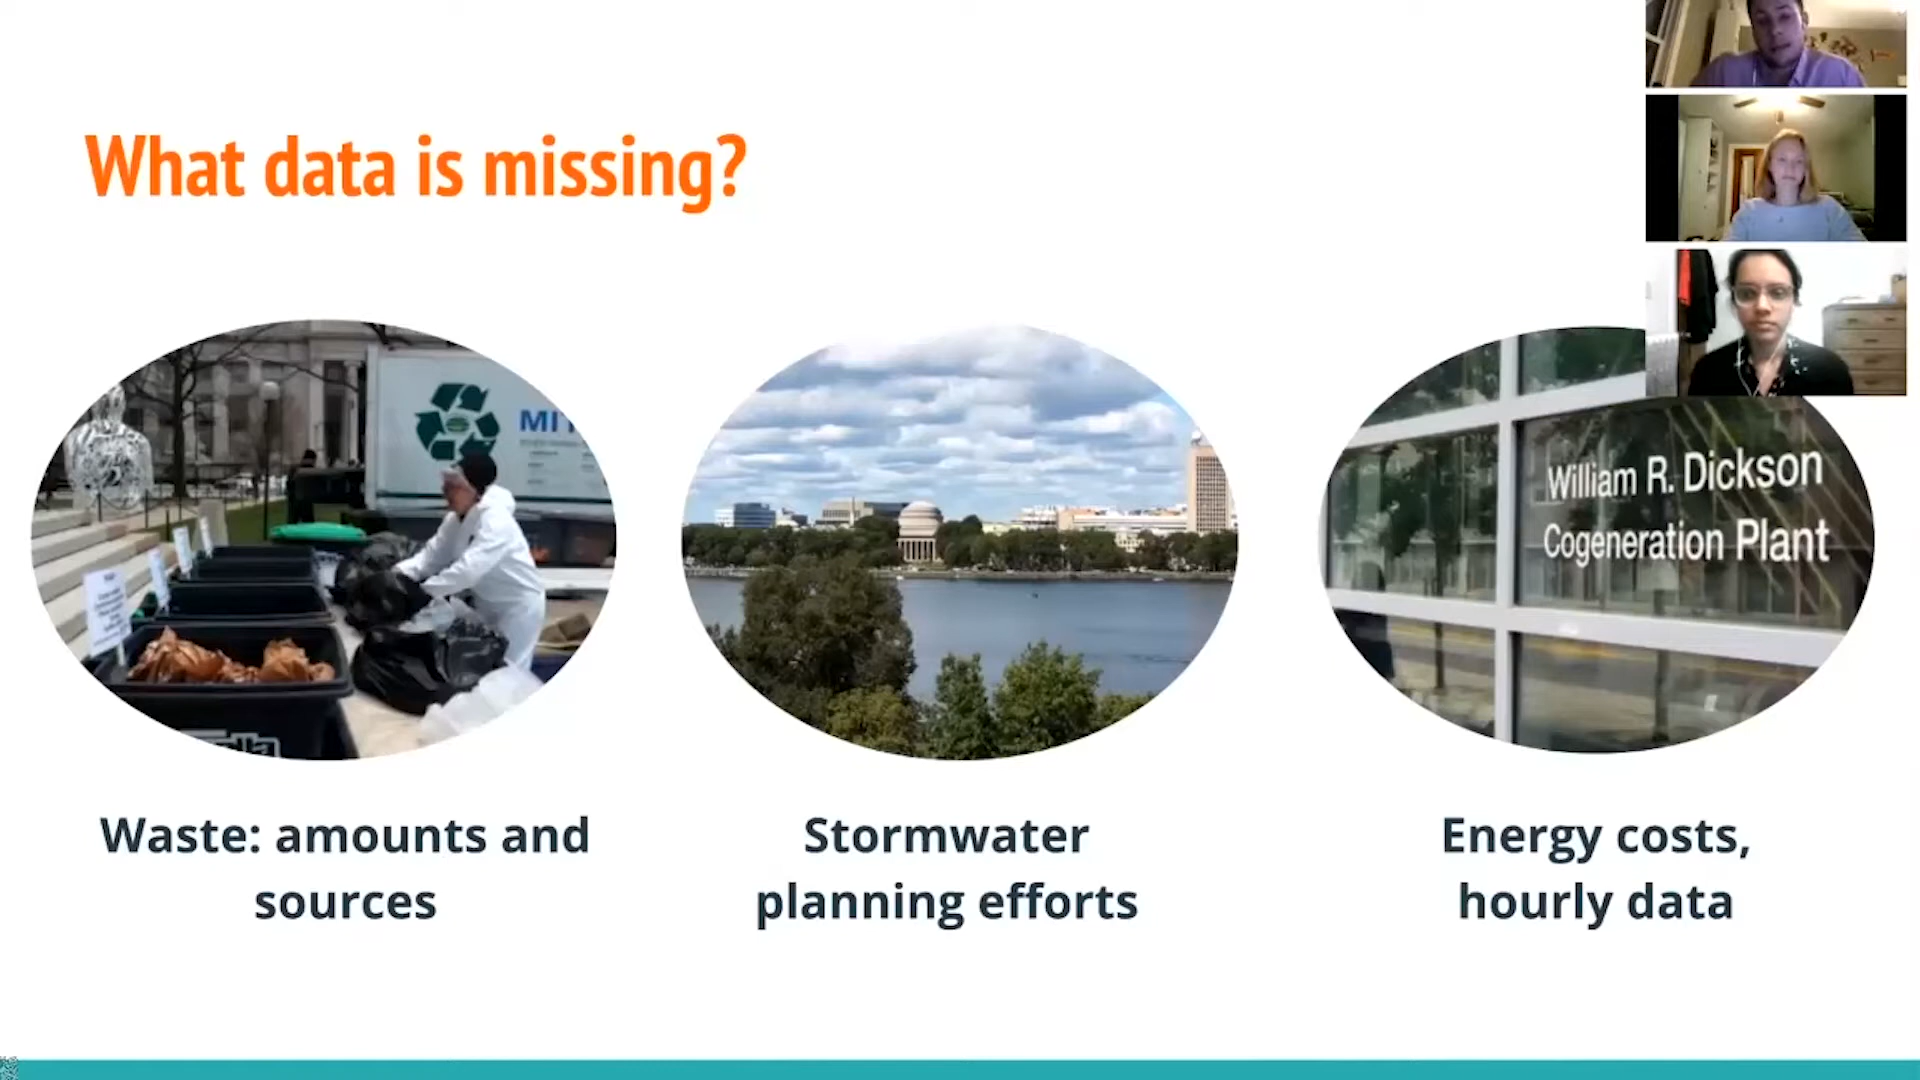 What data is missing?
MIT
William R. Dickson
Cogeneration Plant
Waste: amounts and
sources
Stormwater
planning efforts
Energy costs,
hourly data